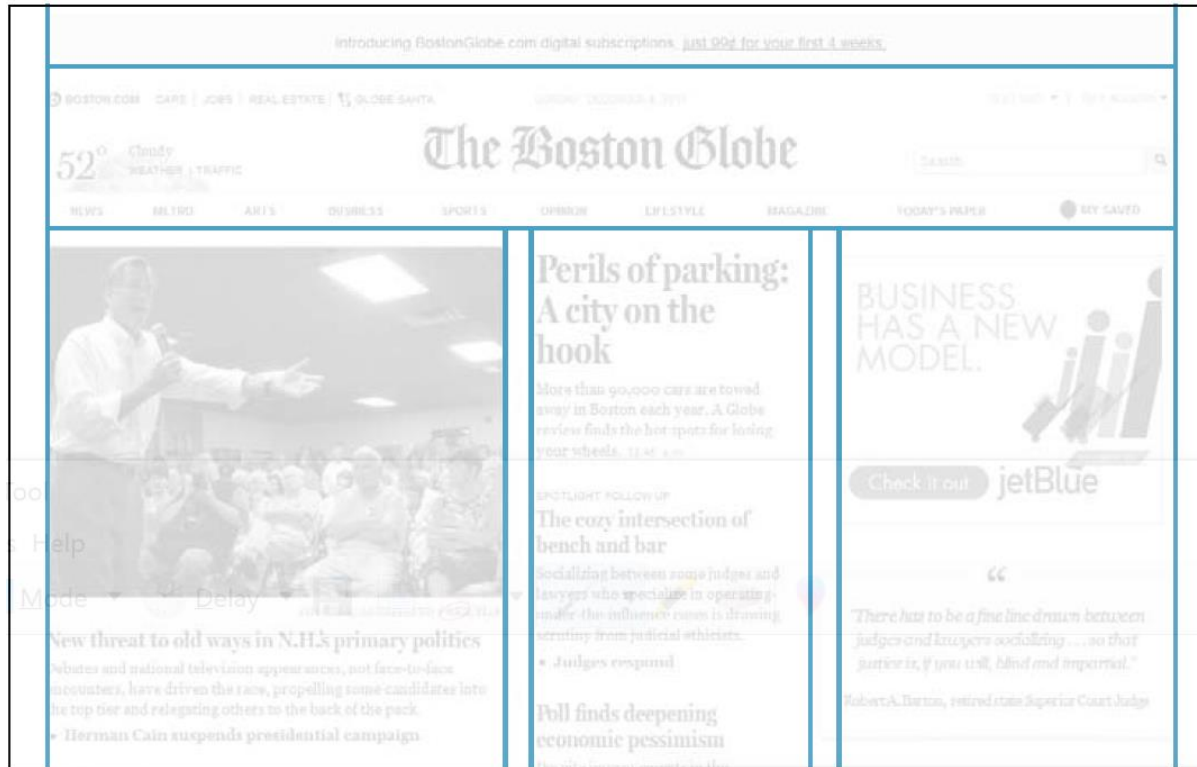 Introducing BostonGlobe.com digital subscriptions, just 99¢ for your first 4 weeks.
BOSTON.COM CARS | JOBS | REAL ESTATE | GLOBE SANTA
SUNDAY, DECEMBER 4, 2011
The Boston Globe
52° Cloudy
WEATHER | TRAFFIC
Search
NEWS METRO ARTS BUSINESS SPORTS OPINION LIFESTYLE MAGAZINE TODAY'S PAPER MY SAVED
New threat to old ways in N.H.'s primary politics
Debates and national television appearances, not face-to-face
encounters, have driven the race, propelling some candidates into
the top tier and relegating others to the back of the pack.
• Herman Cain suspends presidential campaign
Perils of parking:
A city on the
hook
More than 90,000 cars are towed
away in Boston each year. A Globe
review finds the hot spots for losing
your wheels.
SPOTLIGHT FOLLOW UP
The cozy intersection of
bench and bar
Socializing between some judges and
lawyers who specialize in operating-
under-the-influence cases is drawing
scrutiny from judicial ethicists.
• Judges respond
Poll finds deepening
economic pessimism
BUSINESS
HAS A NEW
MODEL.
Check it out jetBlue
“
"There has to be a fine line drawn between
judges and lawyers socializing . . . so that
justice is, if you will, blind and impartial."
Robert A. Barton, retired state Superior Court Judge
Tool
s Help
Mode Delay